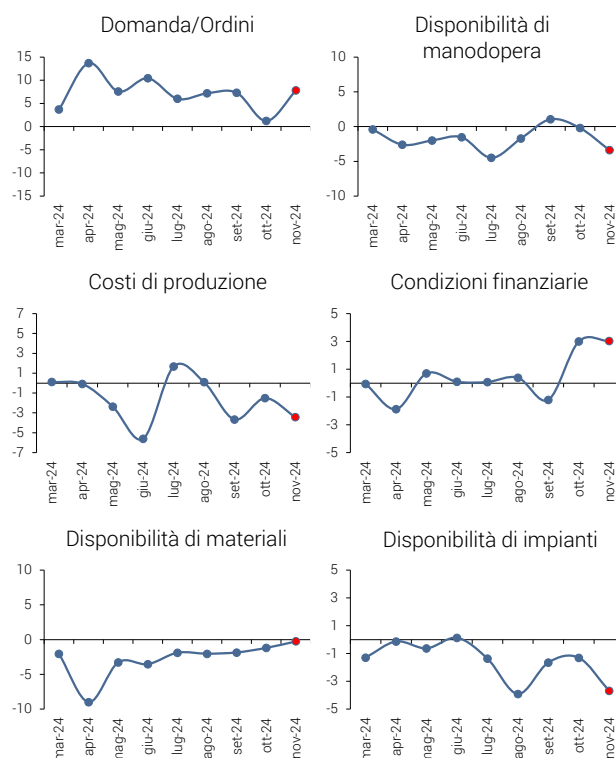 Domanda/Ordini
15
10
5
0
-5
-10
-15
mar-24
apr-24
mag-24
giu-24
lug-24
ago-24
set-24
ott-24
nov-24
Disponibilità di
manodopera
10
5
0
-5
-10
mar-24
apr-24
mag-24
giu-24
lug-24
ago-24
set-24
ott-24
nov-24
Costi di produzione
7
5
3
1
-1
-3
-5
-7
mar-24
apr-24
mag-24
giu-24
lug-24
ago-24
set-24
ott-24
nov-24
Condizioni finanziarie
5
3
1
-1
-3
-5
mar-24
apr-24
mag-24
giu-24
lug-24
ago-24
set-24
ott-24
nov-24
Disponibilità di materiali
10
5
0
-5
-10
mar-24
apr-24
mag-24
giu-24
lug-24
ago-24
set-24
ott-24
nov-24
Disponibilità di impianti
5
3
1
-1
-3
-5
mar-24
apr-24
mag-24
giu-24
lug-24
ago-24
set-24
ott-24
nov-24